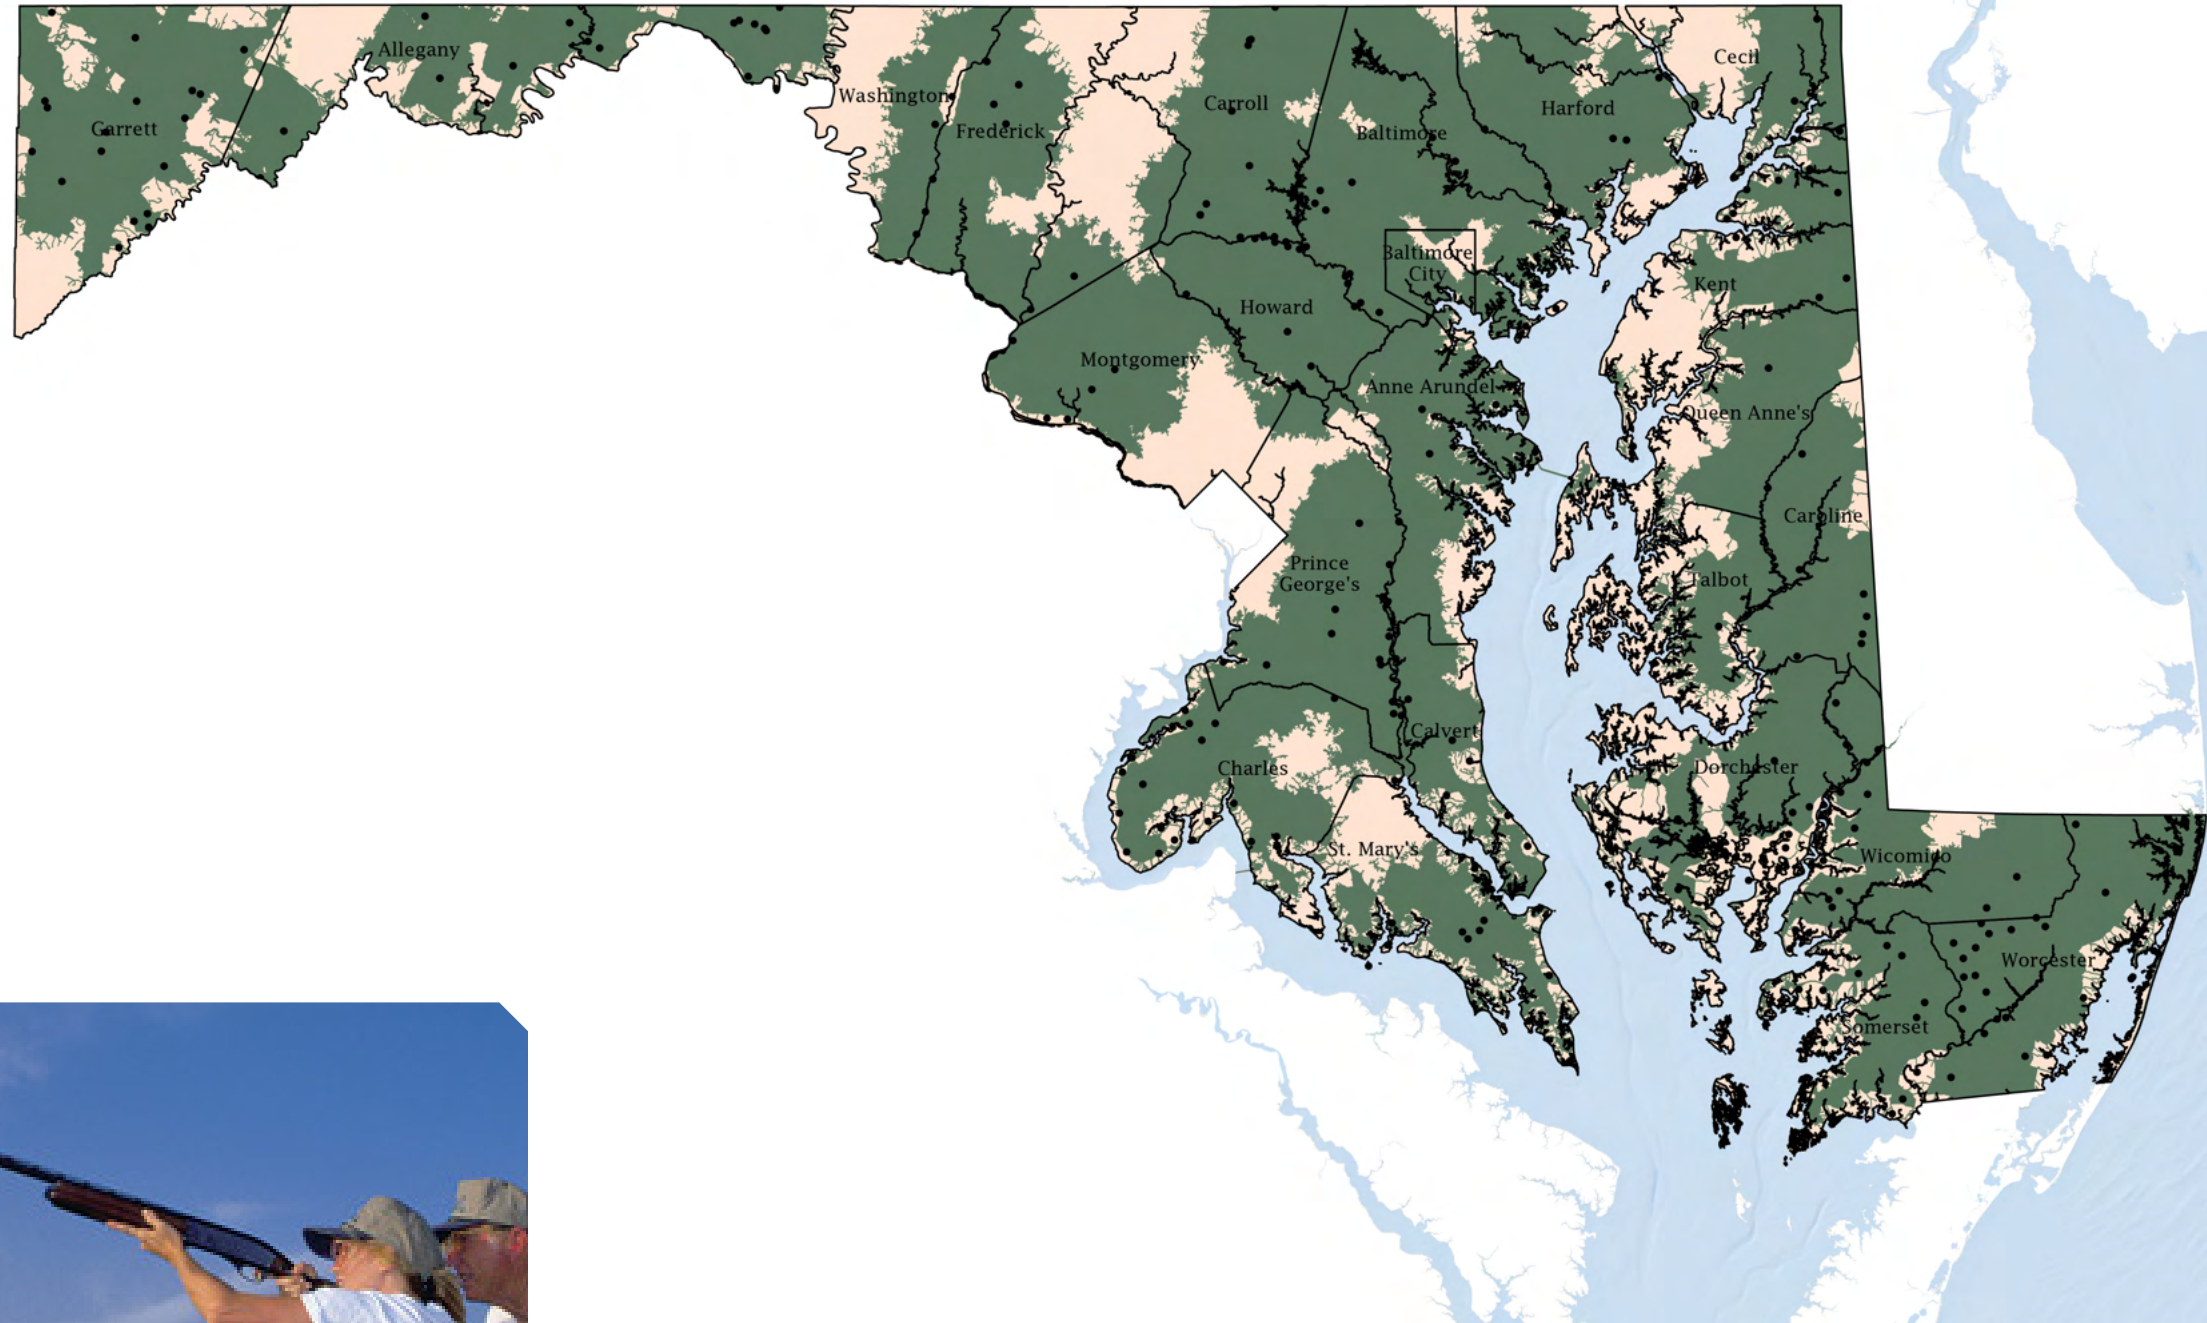 Allegany
Cecil
Washington
Carroll
Harford
Garrett
Frederick
Baltimore
Baltimore
City
Kent
Howard
Montgomery
Anne Arundel
Queen Anne's
Caroline
Prince
George's
Talbot
Calvert
Charles
Dorchester
St. Mary's
Wicomico
Worcester
Somerset